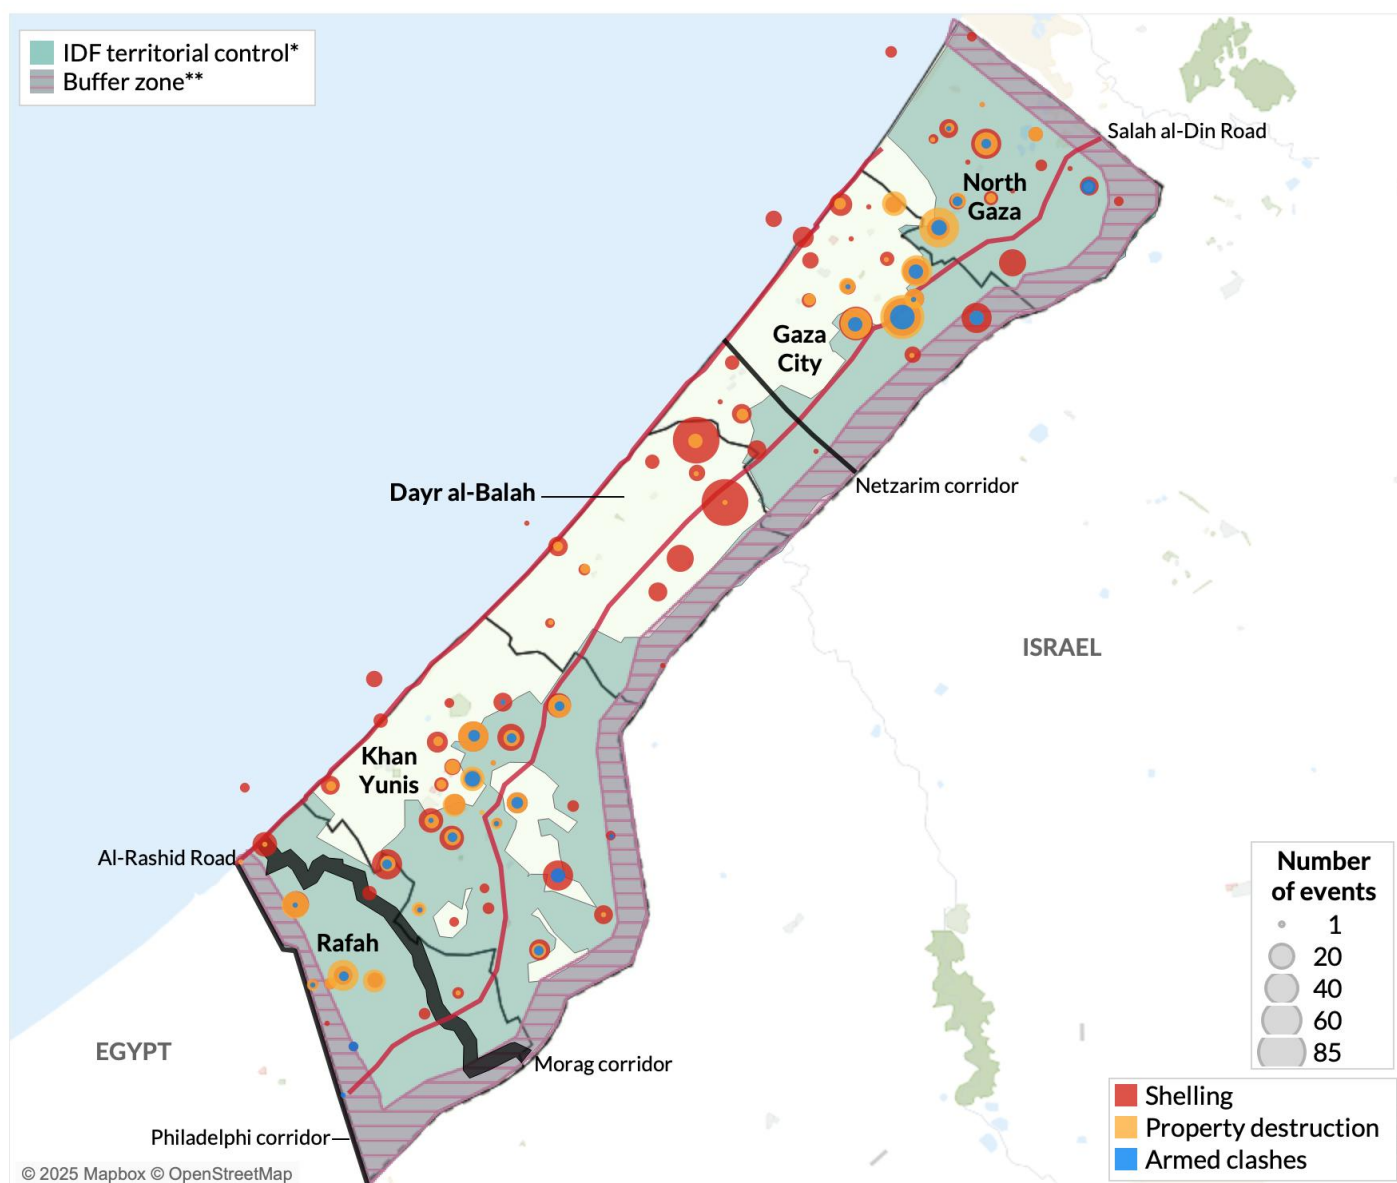 IDF territorial control*
Buffer zone**
Salah al-Din Road
North
Gaza
Gaza
City
Dayr al-Balah
Netzarim corridor
ISRAEL
Khan
Yunis
Al-Rashid Road
Rafah
EGYPT
Morag corridor
Philadelphi corridor
Number
of events
1
20
40
60
85
Shelling
Property destruction
Armed clashes
© 2025 Mapbox © OpenStreetMap